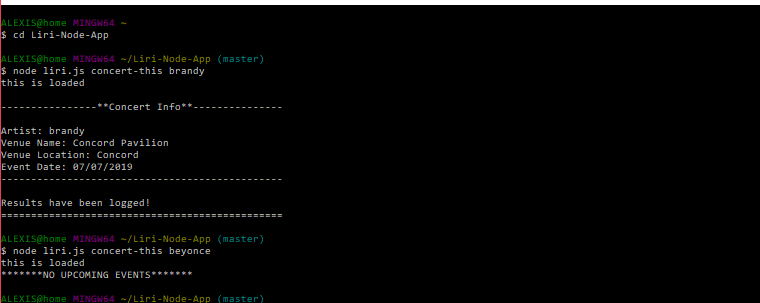 ALEXIS@home MINGW64 ~
$ cd Liri-Node-App
ALEXIS@home MINGW64 ~/Liri-Node-App (master)
$ node liri.js concert-this brandy
this is loaded
----------------**Concert Info**---------------
Artist: brandy
Venue Name: Concord Pavilion
Venue Location: Concord
Event Date: 07/07/2019
-----------------------------------------------
Results have been logged!
===============================================
ALEXIS@home MINGW64 ~/Liri-Node-App (master)
$ node liri.js concert-this beyonce
this is loaded
*******NO UPCOMING EVENTS*******
ALEXIS@home MINGW64 ~/Liri-Node-App (master)